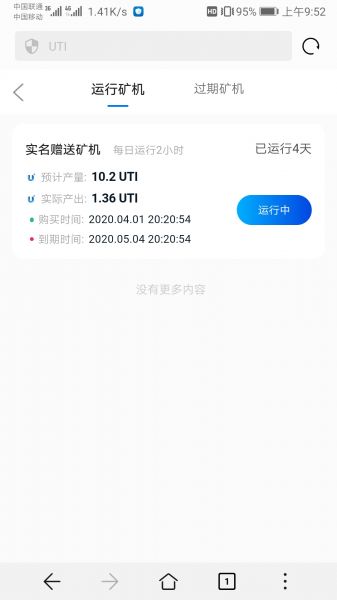 中国联通 36
中国移动 46 1.41K/s HD 95% 上午9:52
UTI
运行矿机 过期矿机
实名赠送矿机 每日运行2小时 已运行4天
预计产量: 10.2 UTI
实际产出: 1.36 UTI
购买时间: 2020.04.01 20:20:54 运行中
到期时间: 2020.05.04 20:20:54
没有更多内容
1